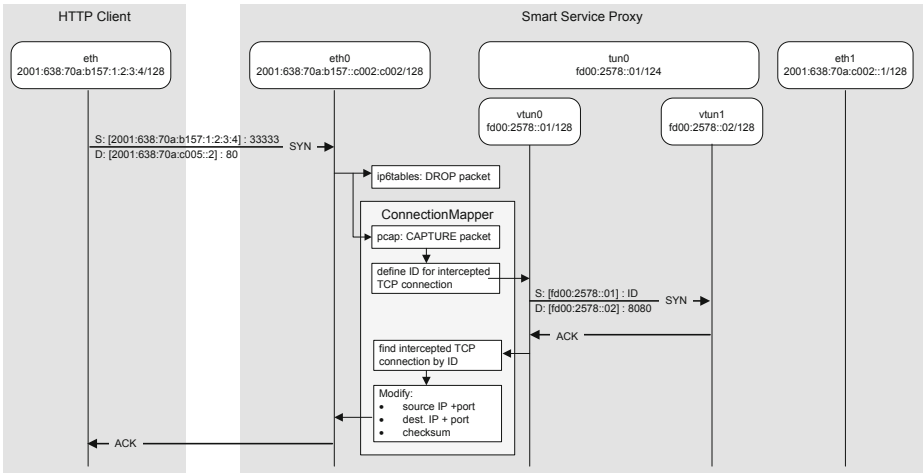 HTTP Client
Smart Service Proxy
eth
2001:638:70a:b157:1:2:3:4/128
eth0
2001:638:70a:b157::c002:c002/128
tun0
fd00:2578::01/124
eth1
2001:638:70a:c002::1/128
vtun0
fd00:2578::01/128
vtun1
fd00:2578::02/128
S: [2001:638:70a:b157:1:2:3:4] : 33333
SYN
D: [2001:638:70a:c005::2] : 80
ip6tables: DROP packet
ConnectionMapper
pcap: CAPTURE packet
define ID for intercepted
TCP connection
S: [fd00:2578::01] : ID
SYN
D: [fd00:2578::02] : 8080
ACK
find intercepted TCP
connection by ID
Modify:
• source IP +port
• dest. IP + port
• checksum
ACK